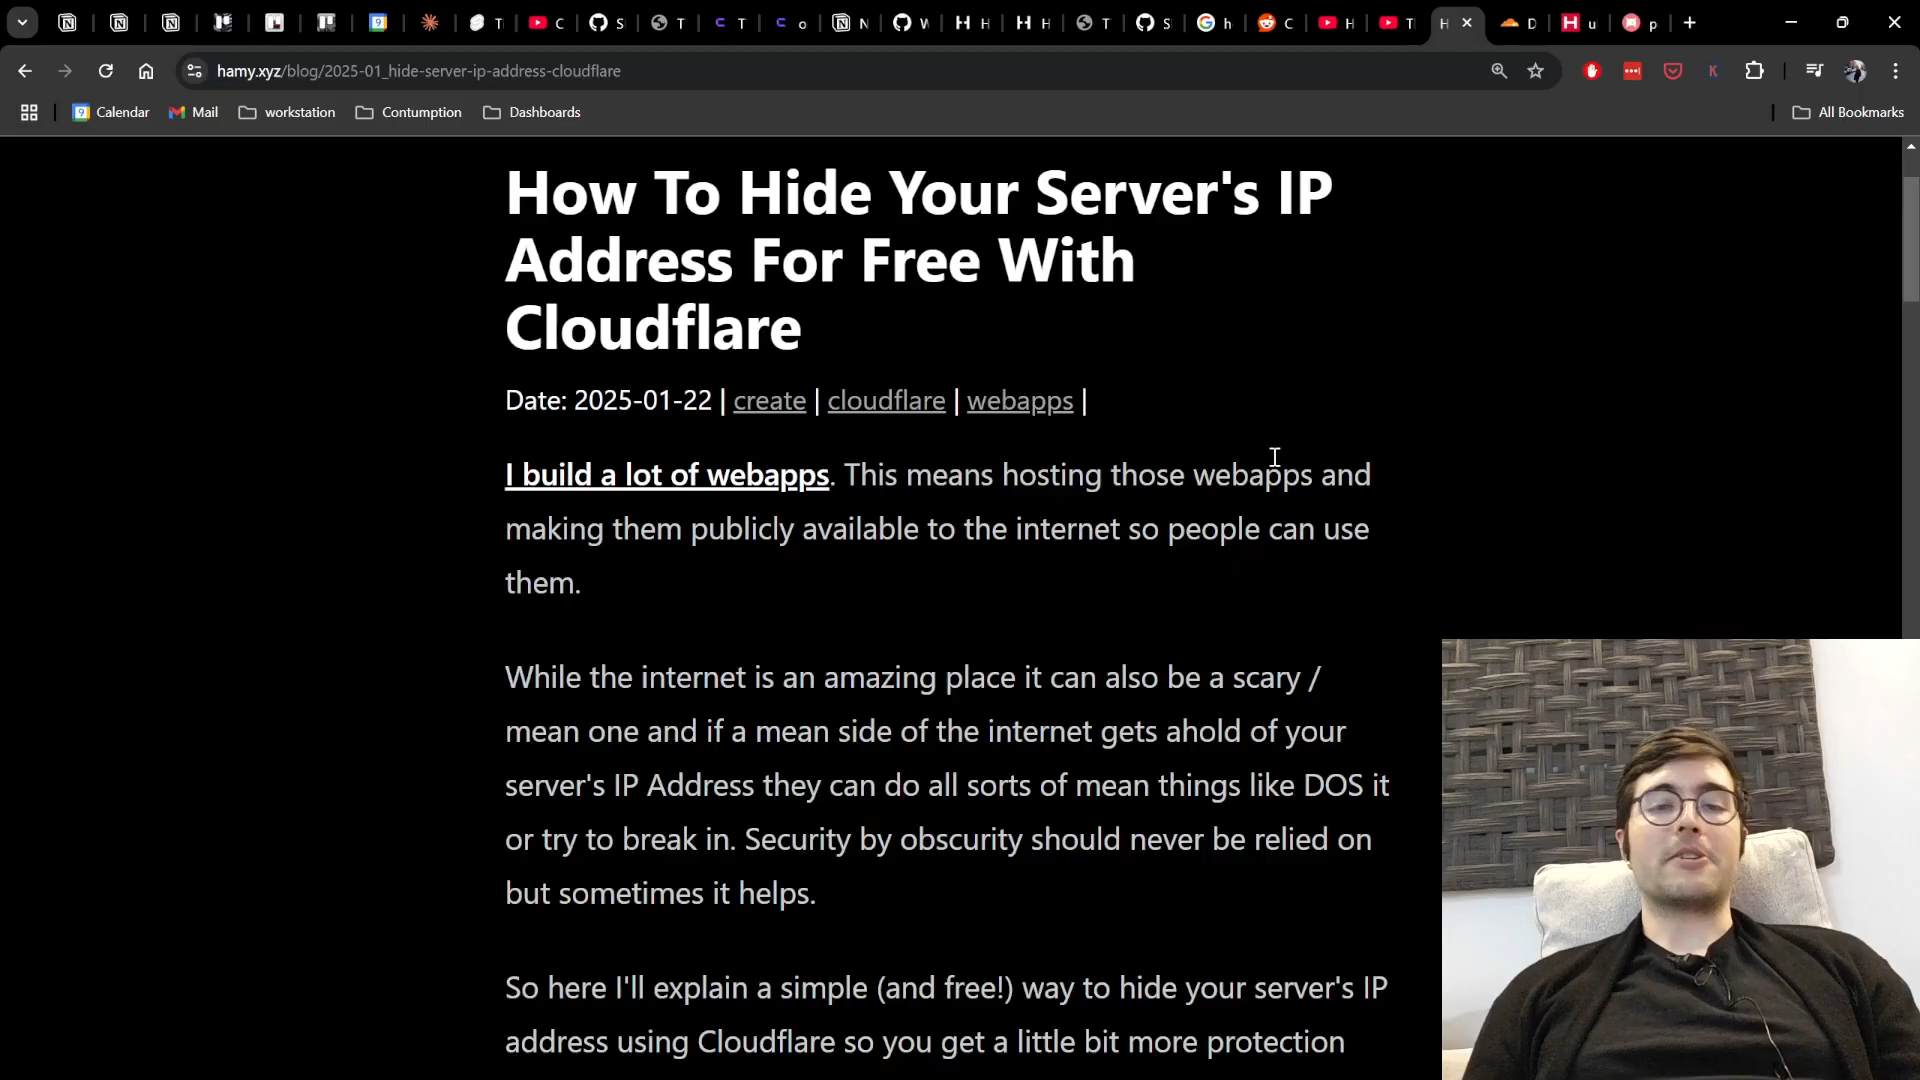 T
C
S
T
T
o
N
W
H
H
T
S
h
C
H
T
H
D
u
p
hamy.xyz/blog/2025-01_hide-server-ip-address-cloudflare
Calendar
Mail
workstation
Contumption
Dashboards
All Bookmarks
How To Hide Your Server's IP
Address For Free With
Cloudflare
Date: 2025-01-22 | create | cloudflare | webapps |
I build a lot of webapps. This means hosting those webapps and
making them publicly available to the internet so people can use
them.
While the internet is an amazing place it can also be a scary /
mean one and if a mean side of the internet gets ahold of your
server's IP Address they can do all sorts of mean things like DOS it
or try to break in. Security by obscurity should never be relied on
but sometimes it helps.
So here I'll explain a simple (and free!) way to hide your server's IP
address using Cloudflare so you get a little bit more protection